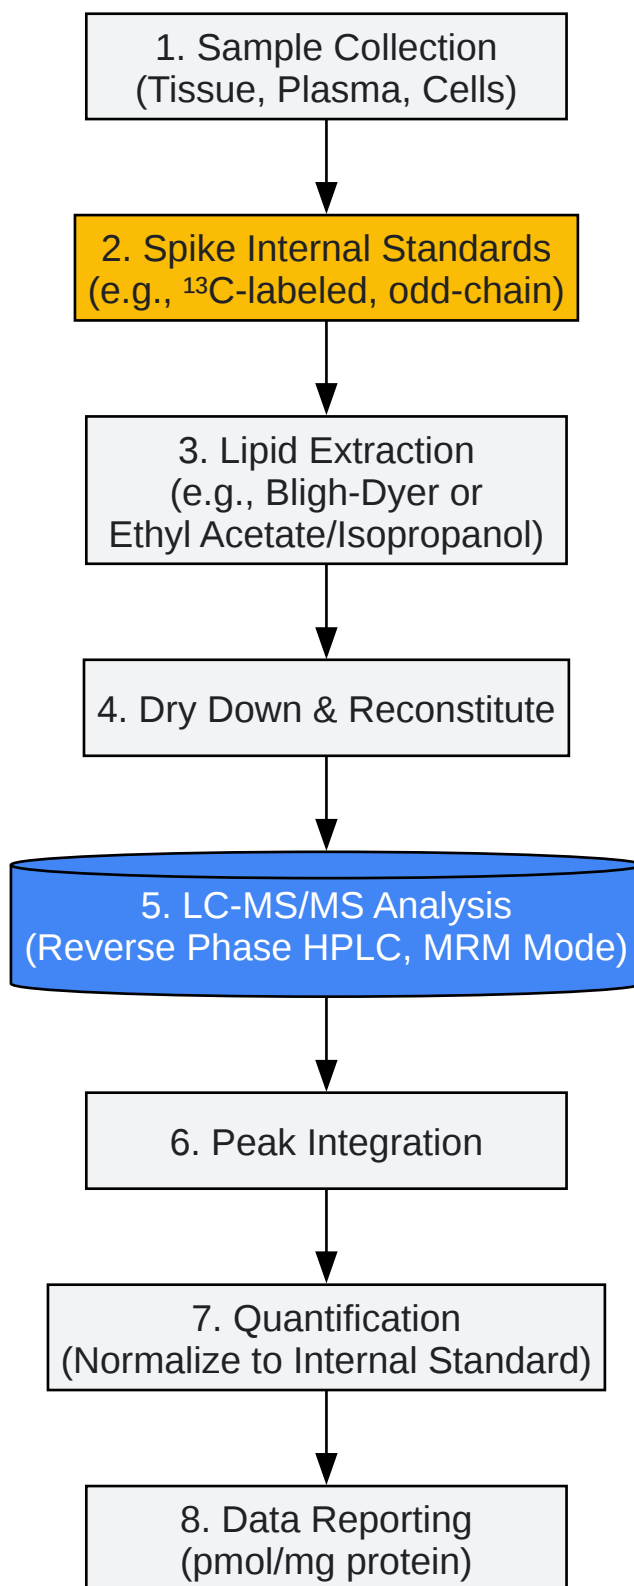 1. Sample Collection
(Tissue, Plasma, Cells)
2. Spike Internal Standards
(e.g., ¹³C-labeled, odd-chain)
3. Lipid Extraction
(e.g., Bligh-Dyer or
Ethyl Acetate/Isopropanol)
4. Dry Down & Reconstitute
5. LC-MS/MS Analysis
(Reverse Phase HPLC, MRM Mode)
6. Peak Integration
7. Quantification
(Normalize to Internal Standard)
8. Data Reporting
(pmol/mg protein)